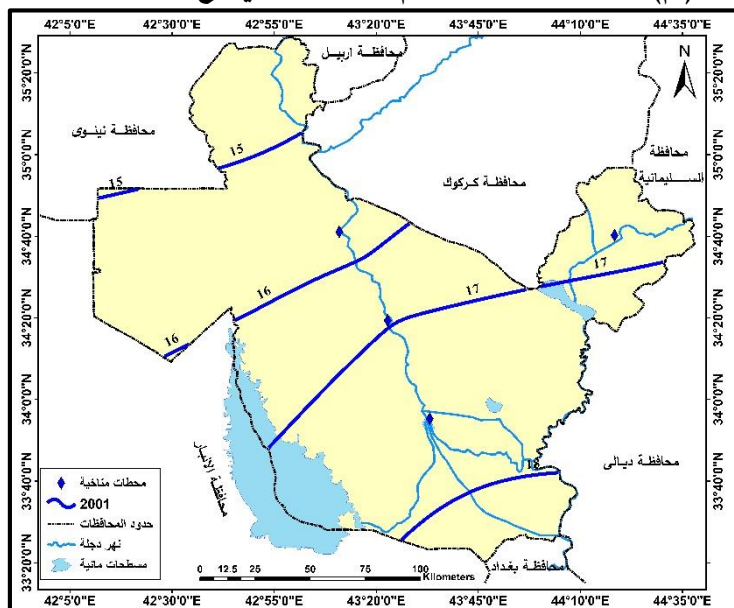 42°5'0"E 42°30'0"E 42°55'0"E 43°20'0"E 43°45'0"E 44°10'0"E 44°35'0"E
35°20'0"N
35°0'0"N
34°40'0"N
34°20'0"N
34°0'0"N
33°40'0"N
33°20'0"N
محافظة اربيل
N
محافظة نينوى
15
15
محافظة
السليمانية
محافظة كركوك
16
17
17
16
محافظة ديالى
محافظة الانبار
18
محافظة بغداد
محطات مناخية
2001
حدود المحافظات
نهر دجلة
مسطحات مائية
0 12.5 25 50 75 100
Kilometers
35°20'0"N
35°0'0"N
34°40'0"N
34°20'0"N
34°0'0"N
33°40'0"N
33°20'0"N
42°5'0"E 42°30'0"E 42°55'0"E 43°20'0"E 43°45'0"E 44°10'0"E 44°35'0"E